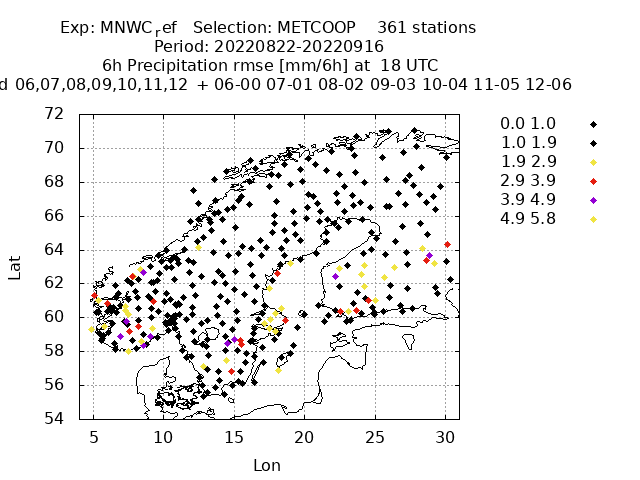 Exp: MNWC_ref   Selection: METCOOP    361 stations
Period: 20220822-20220916
6h Precipitation rmse [mm/6h] at  18 UTC
d 06,07,08,09,10,11,12  + 06-00 07-01 08-02 09-03 10-04 11-05 12-06
72
70
68
66
64
62
60
58
56
54
5 10 15 20 25 30
Lat
Lon
0.0 1.0
1.0 1.9
1.9 2.9
2.9 3.9
3.9 4.9
4.9 5.8